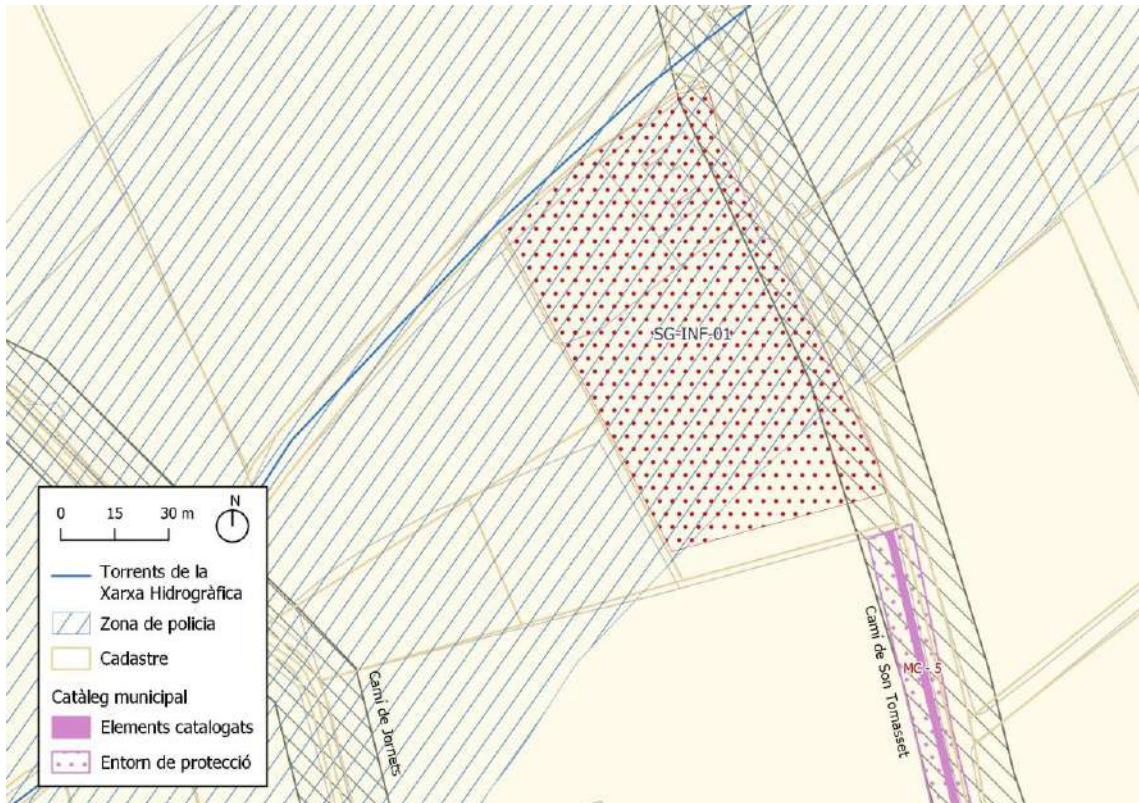 SG-INF-01
N
0 15 30 m
Torrents de la
Xarxa Hidrogràfica
Zona de policia
Cadastre
Catàleg municipal
Elements catalogats
Entorn de protecció
Camí de Jornets
Camí de Son Tomasset
MC - 5